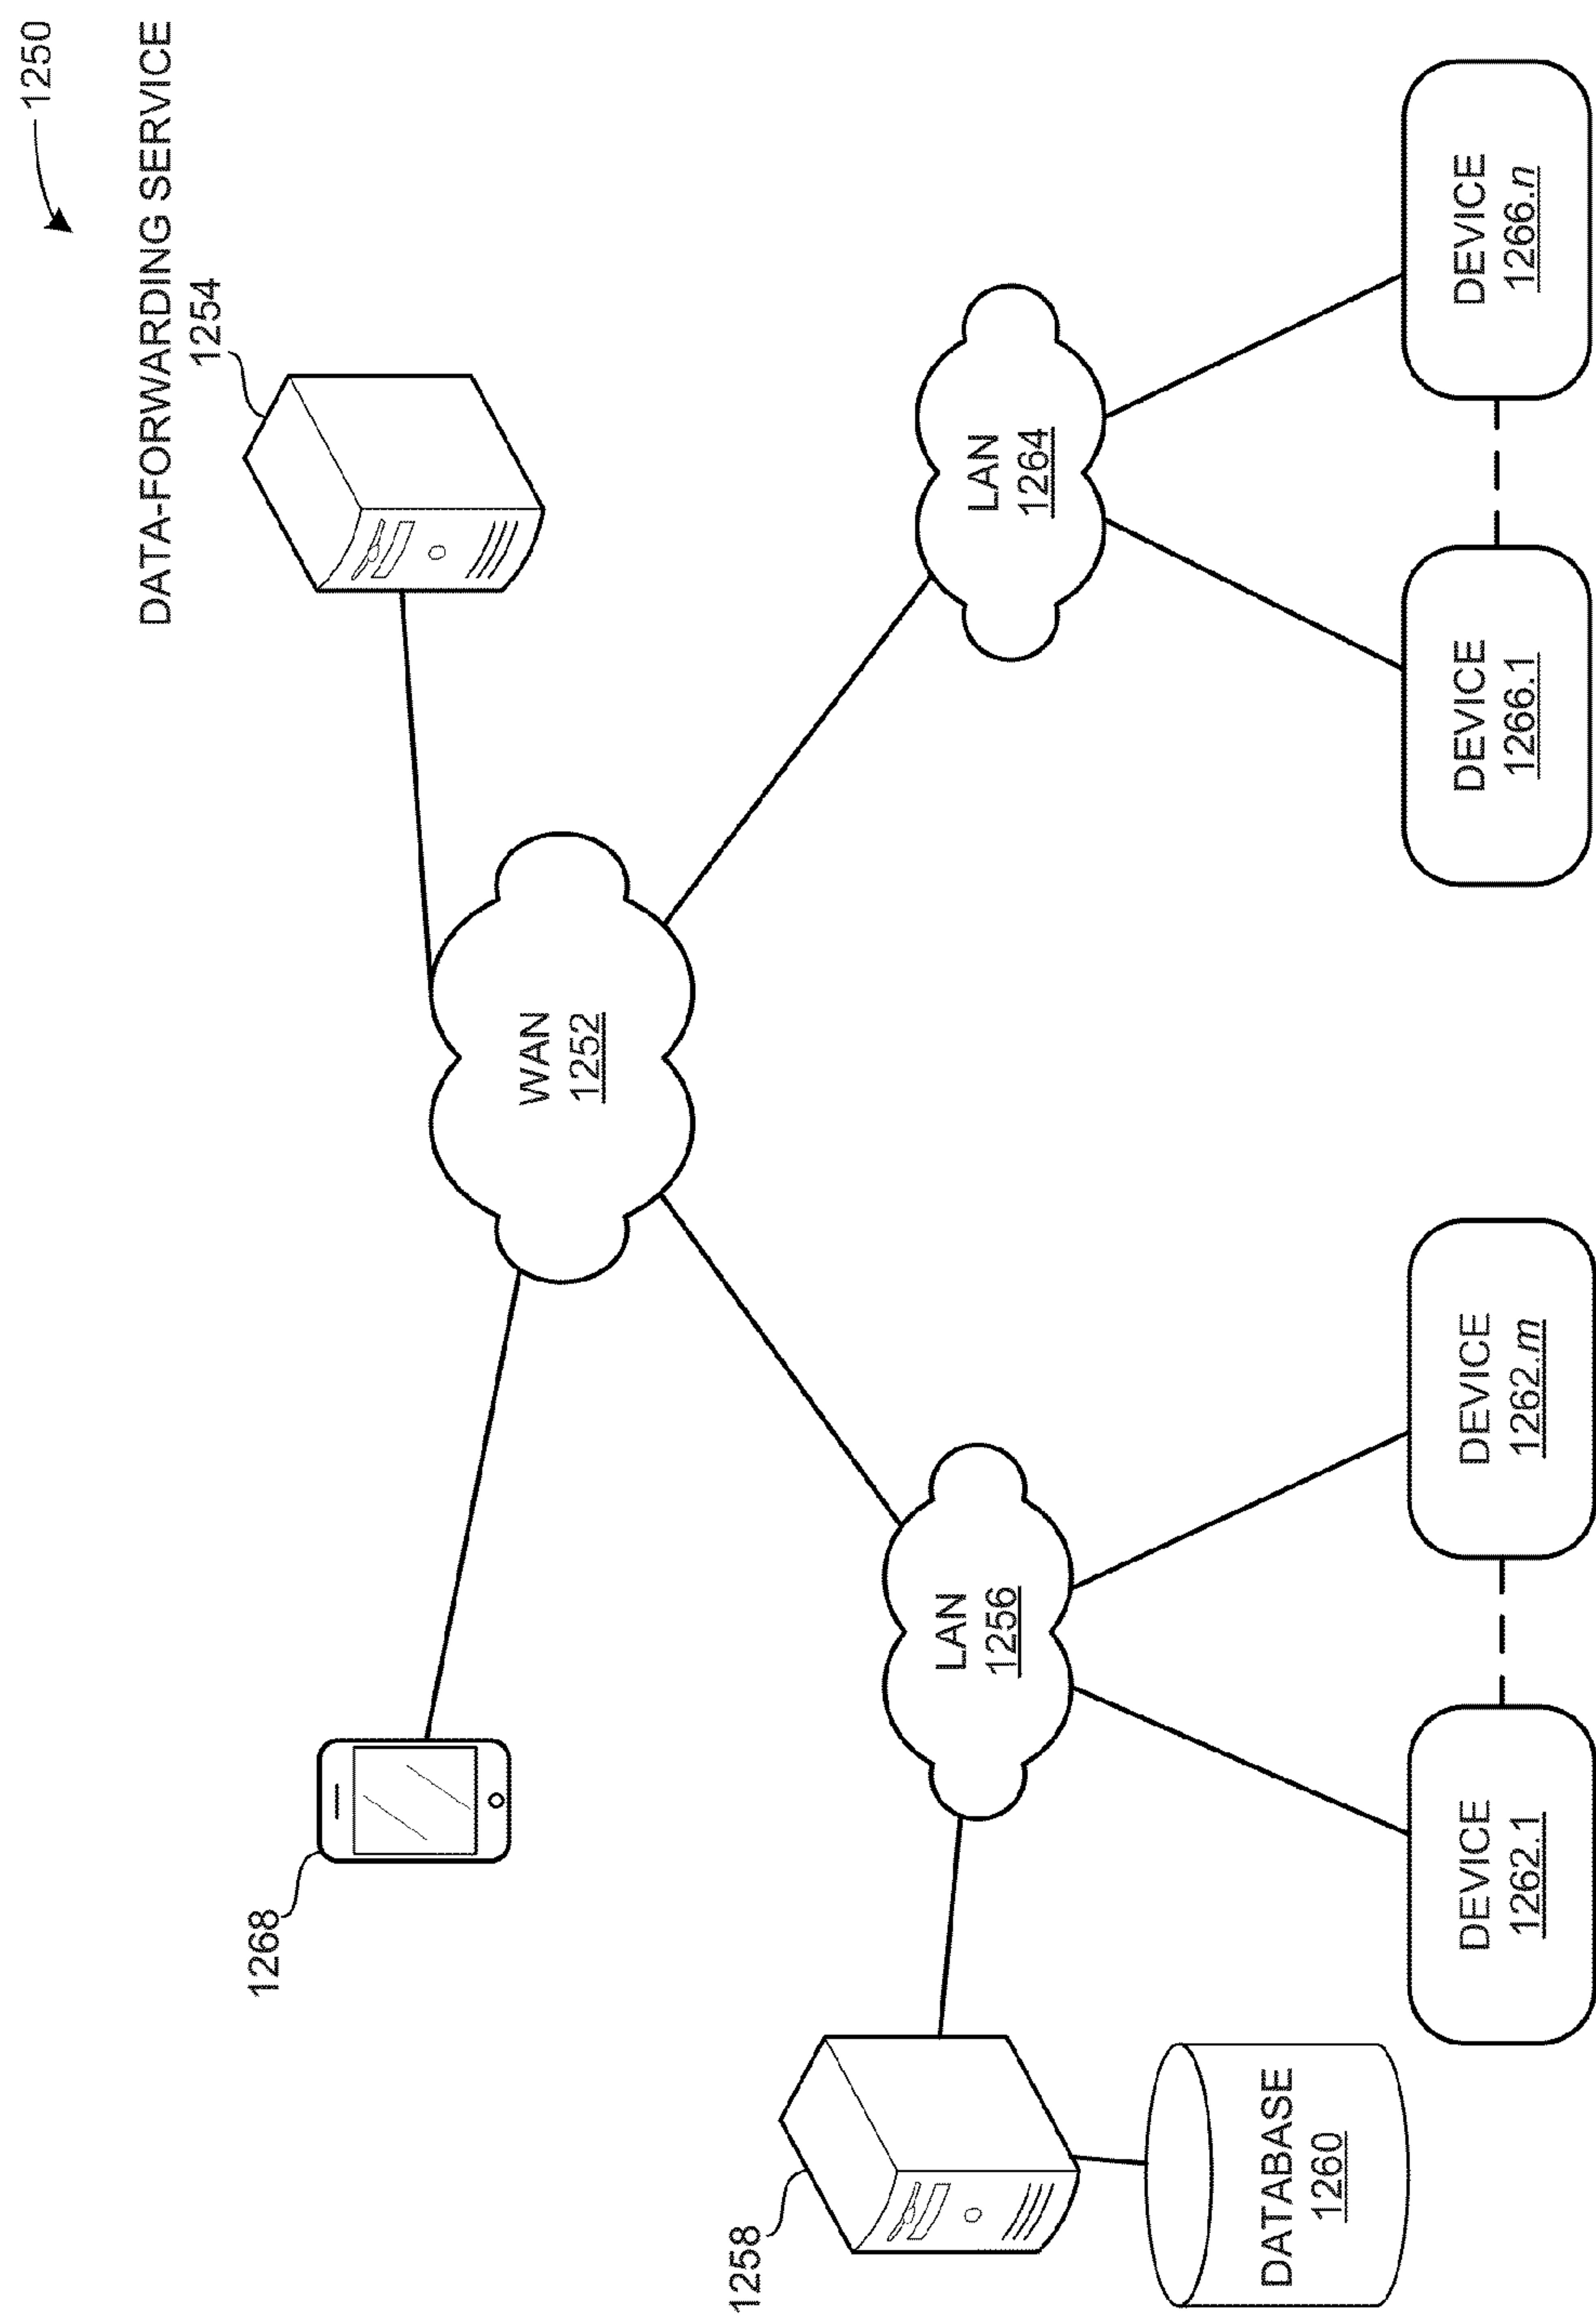 1250
DATA-FORWARDING SERVICE
1254
1268
WAN
1252
1258
LAN
1256
LAN
1264
DATABASE
1260
DEVICE
1262.1
DEVICE
1262.m
DEVICE
1266.1
DEVICE
1266.n